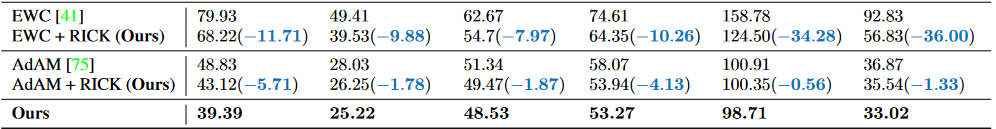 EWC [41] 79.93 49.41 62.67 74.61 158.78 92.83
EWC + RICK (Ours) 68.22(−11.71) 39.53(−9.88) 54.7(−7.97) 64.35(−10.26) 124.50(−34.28) 56.83(−36.00)
AdAM [75] 48.83 28.03 51.34 58.07 100.91 36.87
AdAM + RICK (Ours) 43.12(−5.71) 26.25(−1.78) 49.47(−1.87) 53.94(−4.13) 100.35(−0.56) 35.54(−1.33)
Ours 39.39 25.22 48.53 53.27 98.71 33.02